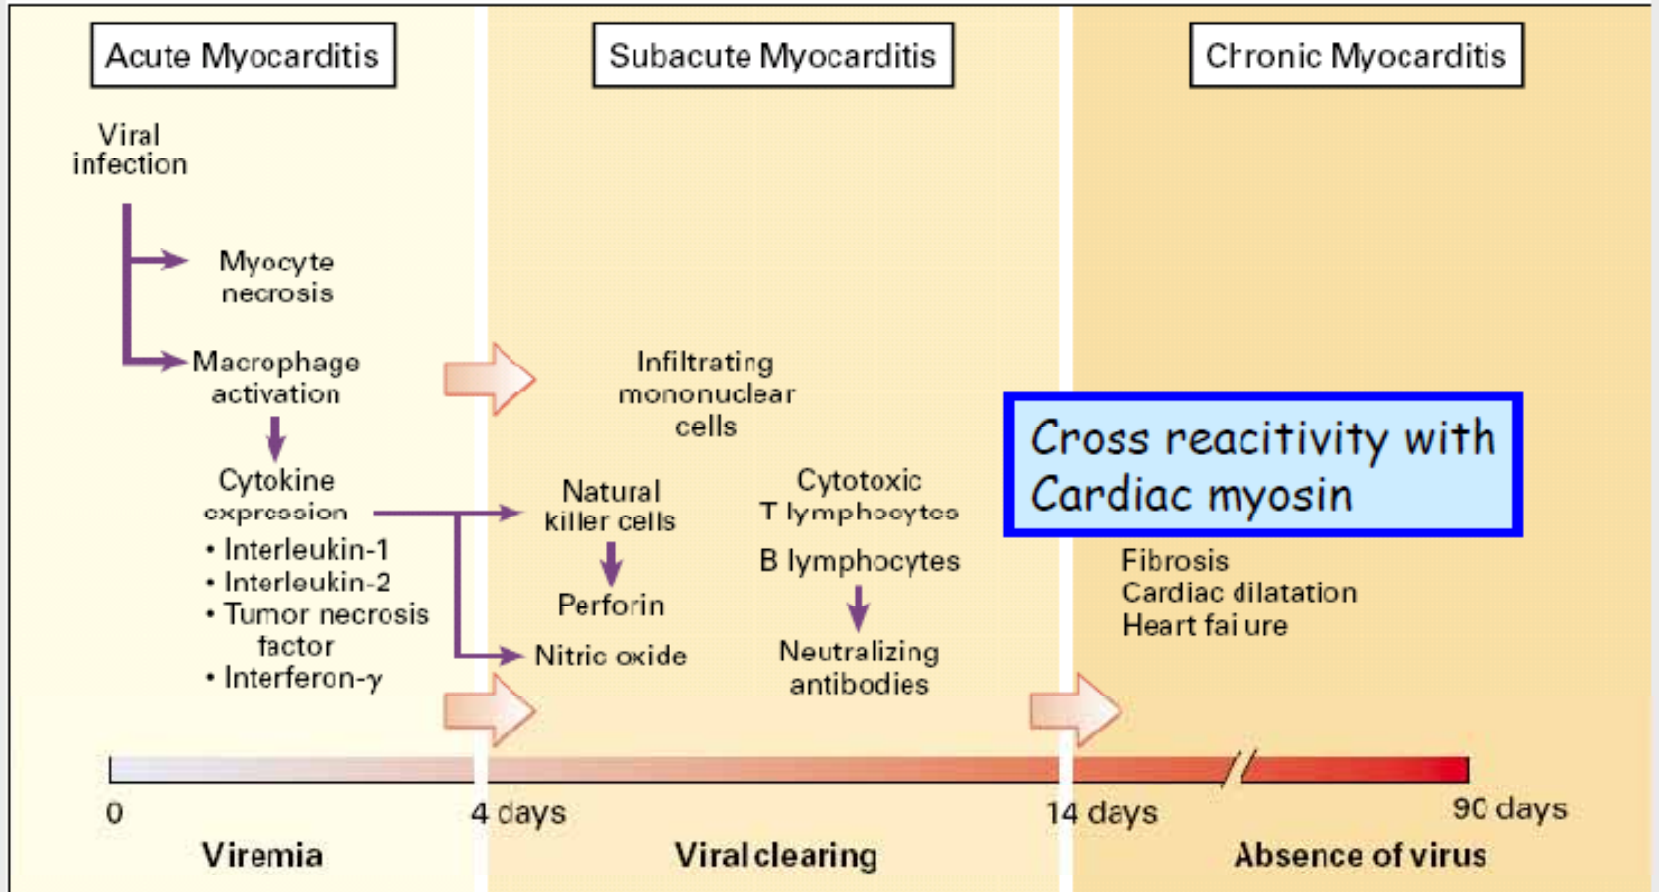 Acute Myocarditis
Subacute Myocarditis
Chronic Myocarditis
Viral
infection
Myocyte
necrosis
Macrophage
activation
Cytokine
expression
• Interleukin-1
• Interleukin-2
• Tumor necrosis
factor
• Interferon-γ
Infiltrating
mononuclear
cells
Natural
killer cells
Perforin
Nitric oxide
Cytotoxic
T lymphocytes
B lymphocytes
Neutralizing
antibodies
Cross reacitivity with
Cardiac myosin
Fibrosis
Cardiac dilatation
Heart failure
0
4 days
14 days
90 days
Viremia
Viral clearing
Absence of virus